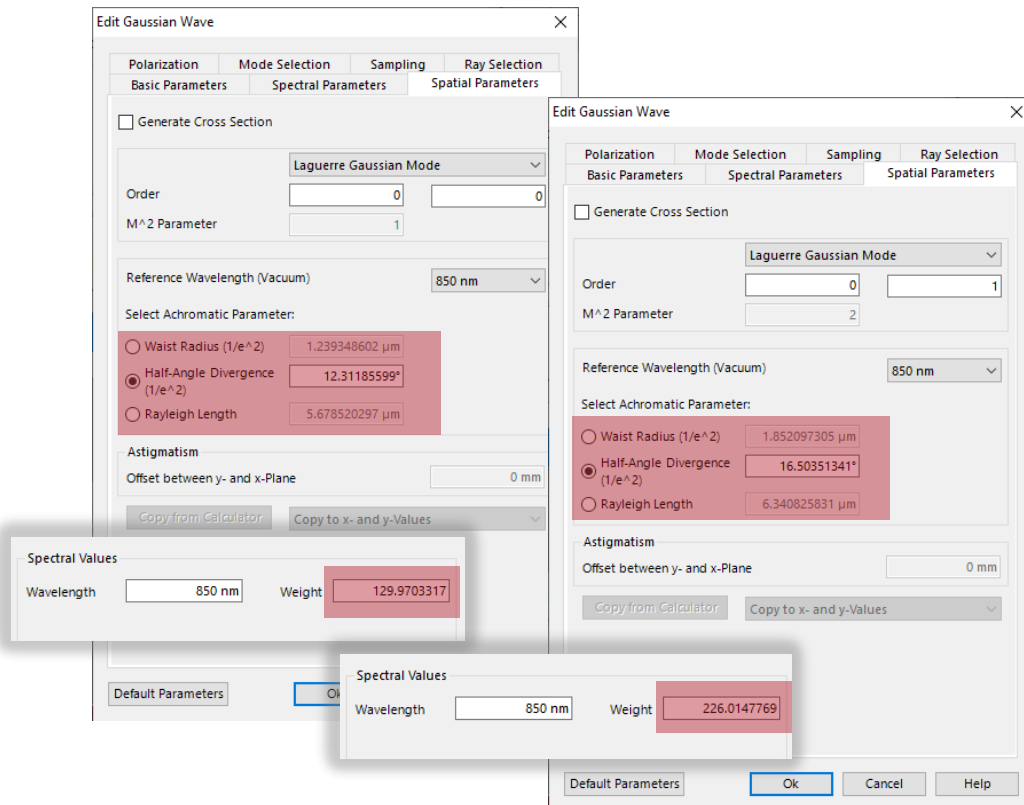 Edit Gaussian Wave
Polarization Mode Selection Sampling Ray Selection
Basic Parameters Spectral Parameters Spatial Parameters
Generate Cross Section
Laguerre Gaussian Mode
Order 0 0
M^2 Parameter 1
Reference Wavelength (Vacuum) 850 nm
Select Achromatic Parameter:
Waist Radius (1/e^2) 1.239348602 µm
Half-Angle Divergence
(1/e^2) 12.31185599°
Rayleigh Length 5.678520297 µm
Astigmatism
Offset between y- and x-Plane 0 mm
Copy from Calculator Copy to x- and y-Values
Spectral Values
Wavelength 850 nm Weight 129.9703317
Default Parameters Ok
Edit Gaussian Wave
Polarization Mode Selection Sampling Ray Selection
Basic Parameters Spectral Parameters Spatial Parameters
Generate Cross Section
Laguerre Gaussian Mode
Order 0 1
M^2 Parameter 2
Reference Wavelength (Vacuum) 850 nm
Select Achromatic Parameter:
Waist Radius (1/e^2) 1.852097305 µm
Half-Angle Divergence
(1/e^2) 16.50351341°
Rayleigh Length 6.340825831 µm
Astigmatism
Offset between y- and x-Plane 0 mm
Copy from Calculator Copy to x- and y-Values
Spectral Values
Wavelength 850 nm Weight 226.0147769
Default Parameters Ok Cancel Help